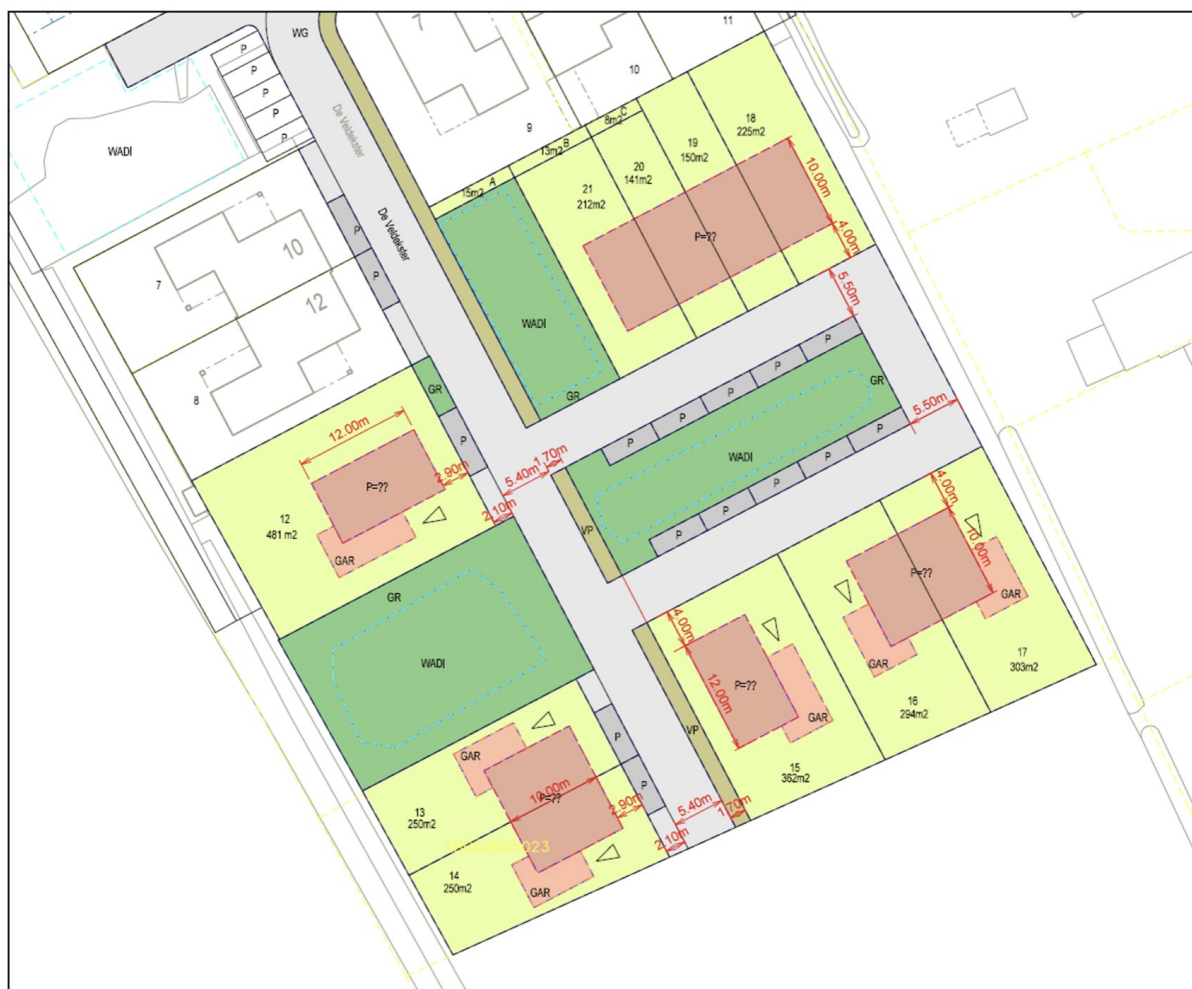 WG
7
11
P
P
P
P
P
10
De Veldekster
WADI
9
8m2
C
13m2
B
15m2
A
18
225m2
19
150m2
20
141m2
21
212m2
10.00m
4.00m
P=??
De Veldekster
P
P
10
7
12
8
WADI
GR
5.50m
P
P
P
P
P
GR
WADI
5.50m
P
P
P
P
P
GR
P
12.00m
P=??
2.90m
12
481 m2
GAR
5.40m
1.70m
2.10m
VP
GR
WADI
4.00m
10.00m
P=??
GAR
GAR
17
303m2
16
294m2
4.00m
12.00m
P=??
GAR
15
362m2
VP
P
P
GAR
10.00m
P=??
2.90m
13
250m2
14
250m2
GAR
5.40m
1.70m
2.10m